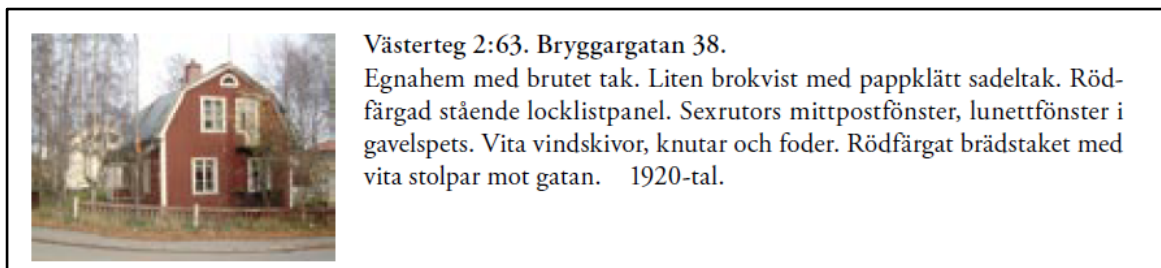 Västerteg 2:63. Bryggargatan 38.
Egnahem med brutet tak. Liten brokvist med pappklätt sadeltak. Röd-
färgad stående locklistpanel. Sexrutors mittpostfönster, lunettfönster i
gavelspets. Vita vindskivor, knutar och foder. Rödfärgat brädstaket med
vita stolpar mot gatan. 1920-tal.